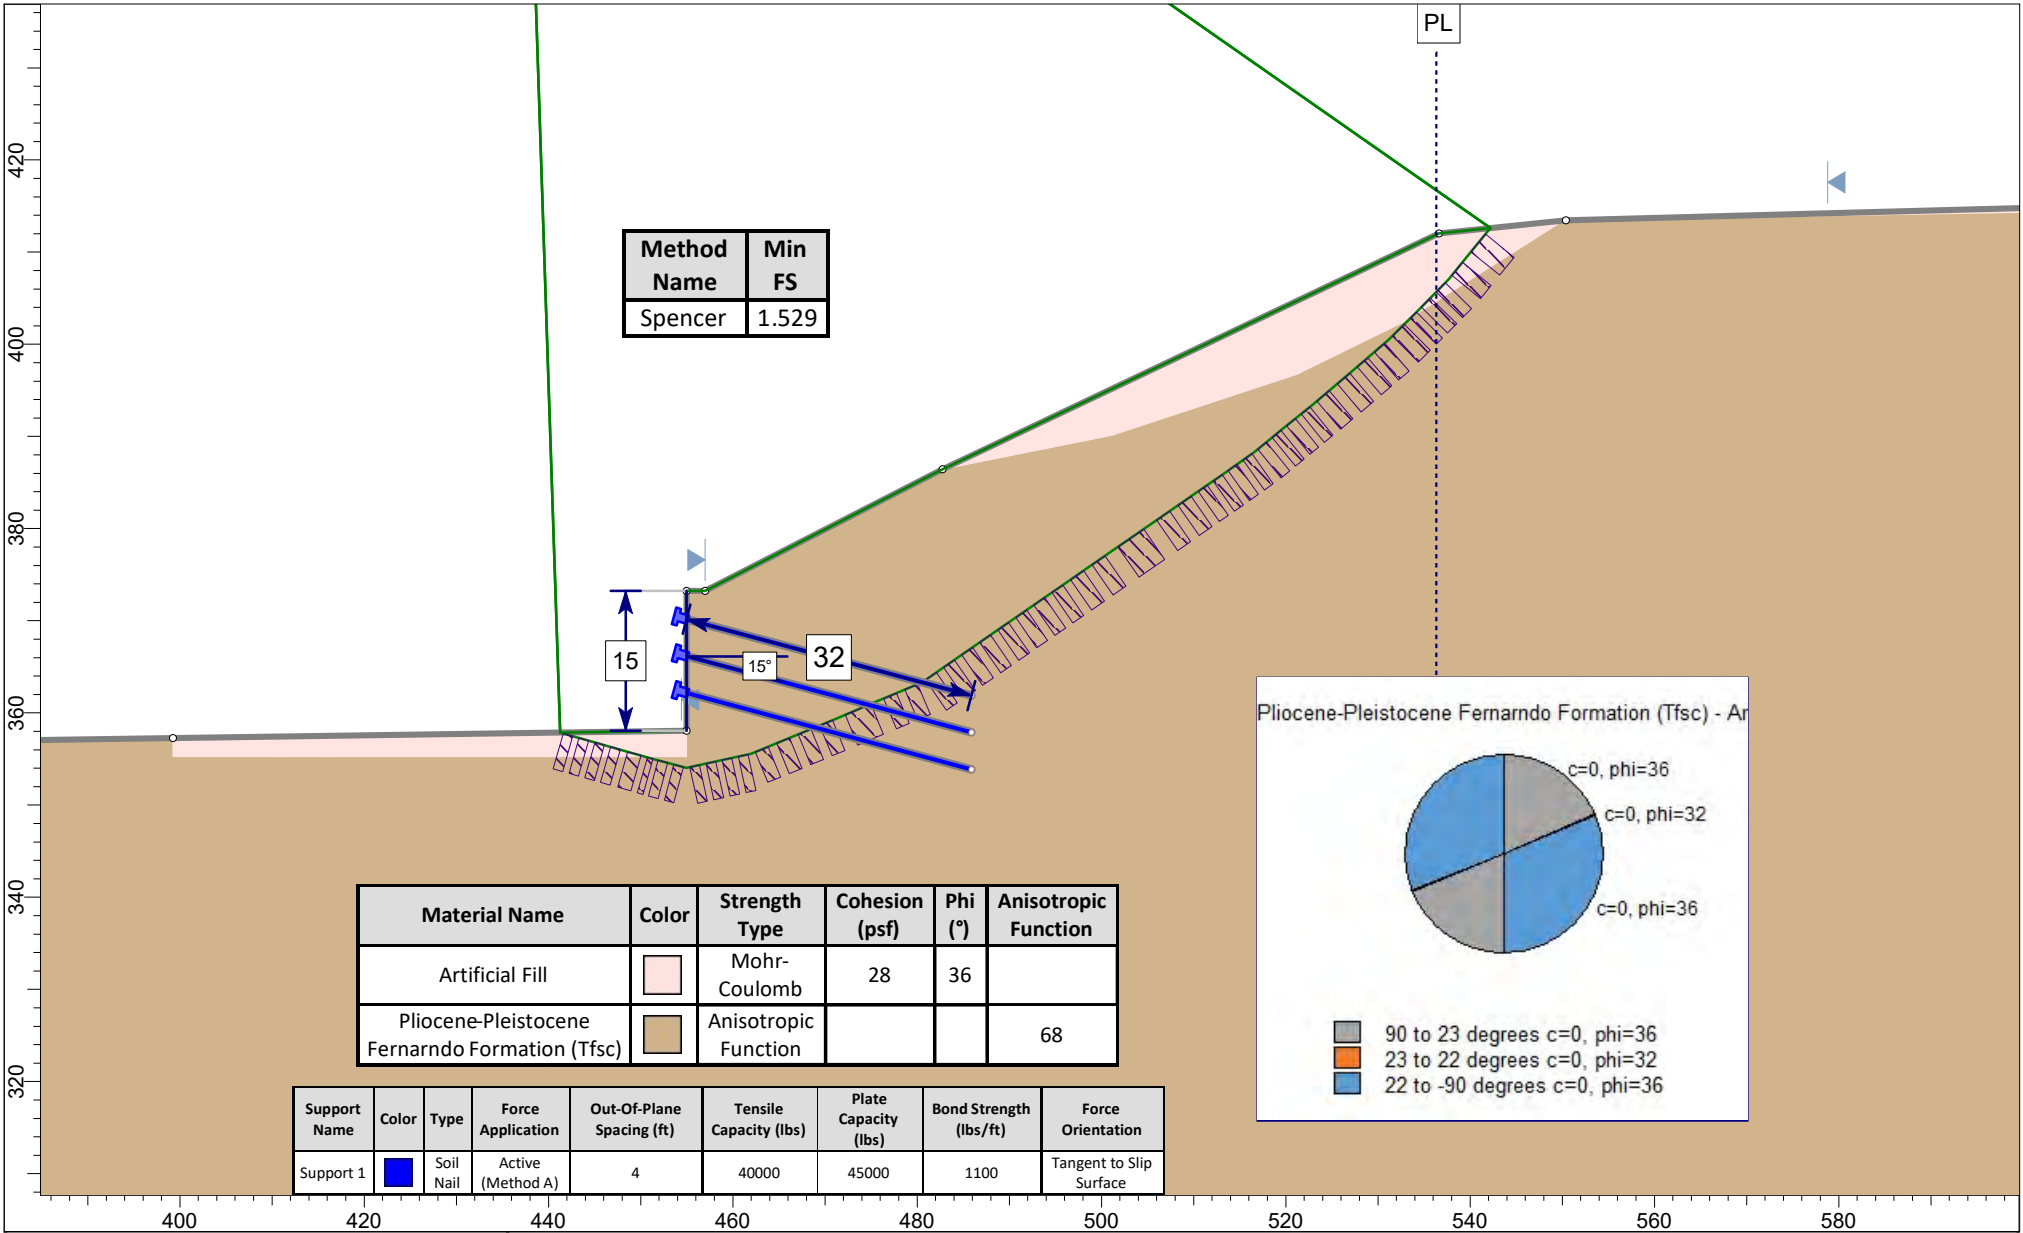 PL
420
400
380
360
340
320
Method Name | Min FS
Spencer | 1.529
15
15°
32
Pliocene-Pleistocene Fernarndo Formation (Tfsc) - Ar
c=0, phi=36
c=0, phi=32
c=0, phi=36
90 to 23 degrees c=0, phi=36
23 to 22 degrees c=0, phi=32
22 to -90 degrees c=0, phi=36
Material Name | Color | Strength Type | Cohesion (psf) | Phi (°) | Anisotropic Function
Artificial Fill | Mohr-Coulomb | 28 | 36
Pliocene-Pleistocene Fernarndo Formation (Tfsc) | Anisotropic Function | 68
Support Name | Color | Type | Force Application | Out-Of-Plane Spacing (ft) | Tensile Capacity (lbs) | Plate Capacity (lbs) | Bond Strength (lbs/ft) | Force Orientation
Support 1 | Soil Nail | Active (Method A) | 4 | 40000 | 45000 | 1100 | Tangent to Slip Surface
400 420 440 460 480 500 520 540 560 580